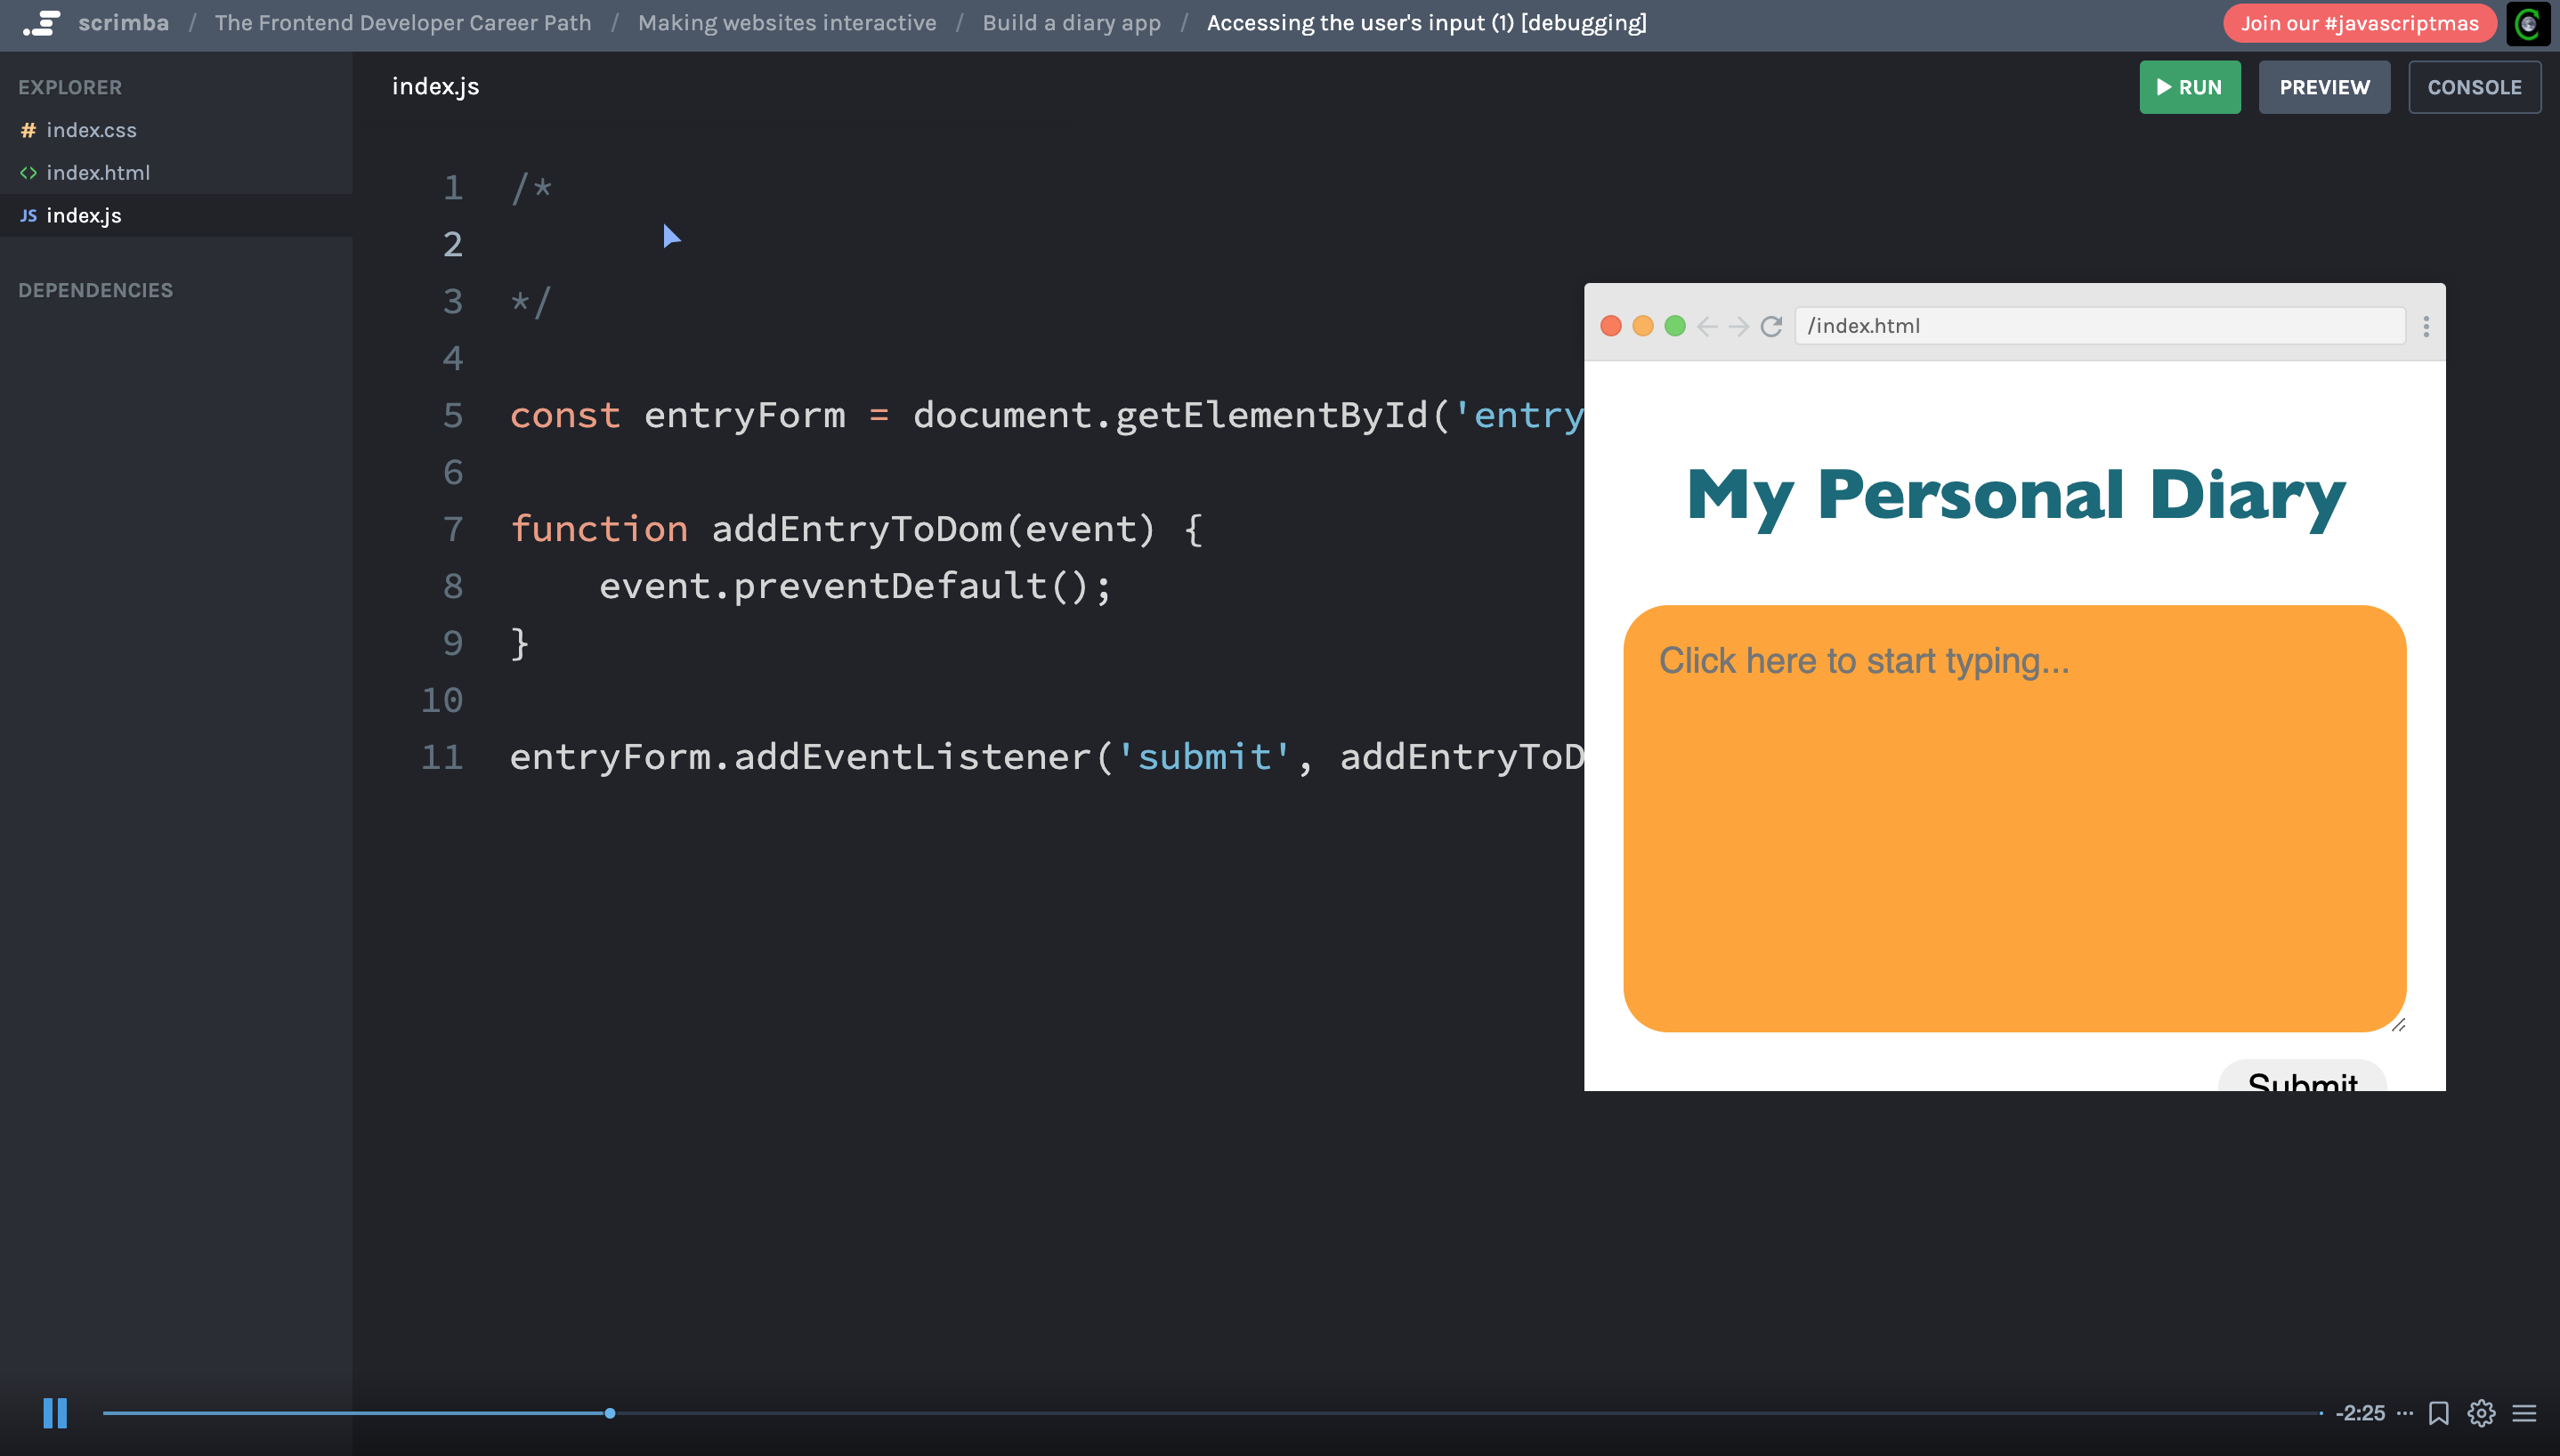 scrimba / The Frontend Developer Career Path / Making websites interactive / Build a diary app / Accessing the user's input (1) [debugging]
Join our #javascriptmas
EXPLORER
# index.css
<> index.html
JS index.js
DEPENDENCIES
index.js
RUN
PREVIEW
CONSOLE
1 /*
2
3 */
4
5 const entryForm = document.getElementById('entry
6
7 function addEntryToDom(event) {
8     event.preventDefault();
9 }
10
11 entryForm.addEventListener('submit', addEntryToD
/index.html
My Personal Diary
Click here to start typing...
Submit
-2:25